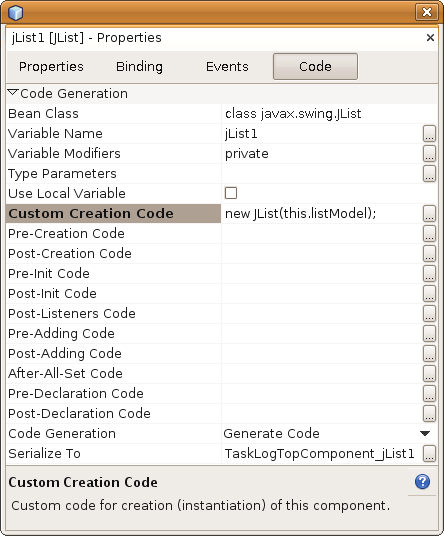 jList1 [JList] - Properties
Properties Binding Events Code
Code Generation
Bean Class class javax.swing.JList
Variable Name jList1 ...
Variable Modifiers private ...
Type Parameters ...
Use Local Variable
Custom Creation Code new JList(this.listModel); ...
Pre-Creation Code ...
Post-Creation Code ...
Pre-Init Code ...
Post-Init Code ...
Post-Listeners Code ...
Pre-Adding Code ...
Post-Adding Code ...
After-All-Set Code ...
Pre-Declaration Code ...
Post-Declaration Code ...
Code Generation Generate Code
Serialize To TaskLogTopComponent_jList1 ...
Custom Creation Code ?
Custom code for creation (instantiation) of this component.